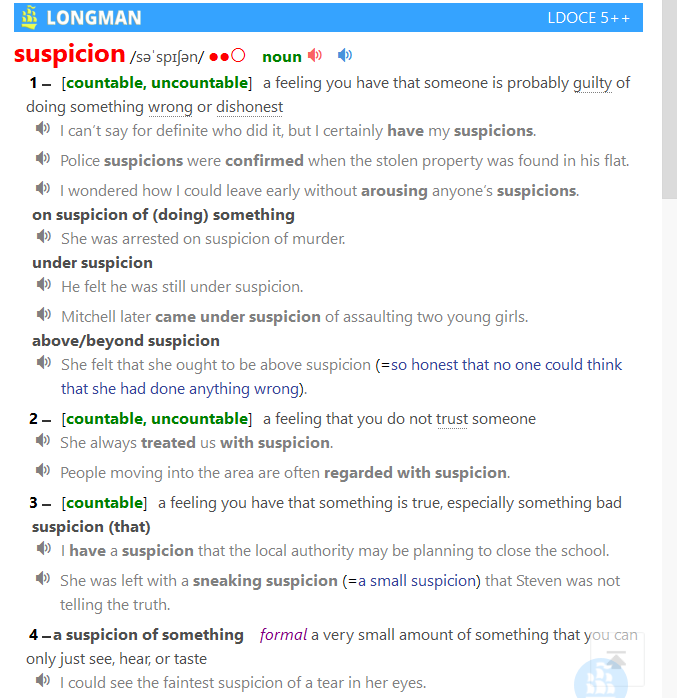 LONGMAN LDOCE 5++
suspicion /səˈspɪʃən/ ●●○ noun
1 – [countable, uncountable] a feeling you have that someone is probably guilty of
doing something wrong or dishonest
I can’t say for definite who did it, but I certainly have my suspicions.
Police suspicions were confirmed when the stolen property was found in his flat.
I wondered how I could leave early without arousing anyone’s suspicions.
on suspicion of (doing) something
She was arrested on suspicion of murder.
under suspicion
He felt he was still under suspicion.
Mitchell later came under suspicion of assaulting two young girls.
above/beyond suspicion
She felt that she ought to be above suspicion (=so honest that no one could think
that she had done anything wrong).
2 – [countable, uncountable] a feeling that you do not trust someone
She always treated us with suspicion.
People moving into the area are often regarded with suspicion.
3 – [countable] a feeling you have that something is true, especially something bad
suspicion (that)
I have a suspicion that the local authority may be planning to close the school.
She was left with a sneaking suspicion (=a small suspicion) that Steven was not
telling the truth.
4 – a suspicion of something formal a very small amount of something that you can
only just see, hear, or taste
I could see the faintest suspicion of a tear in her eyes.